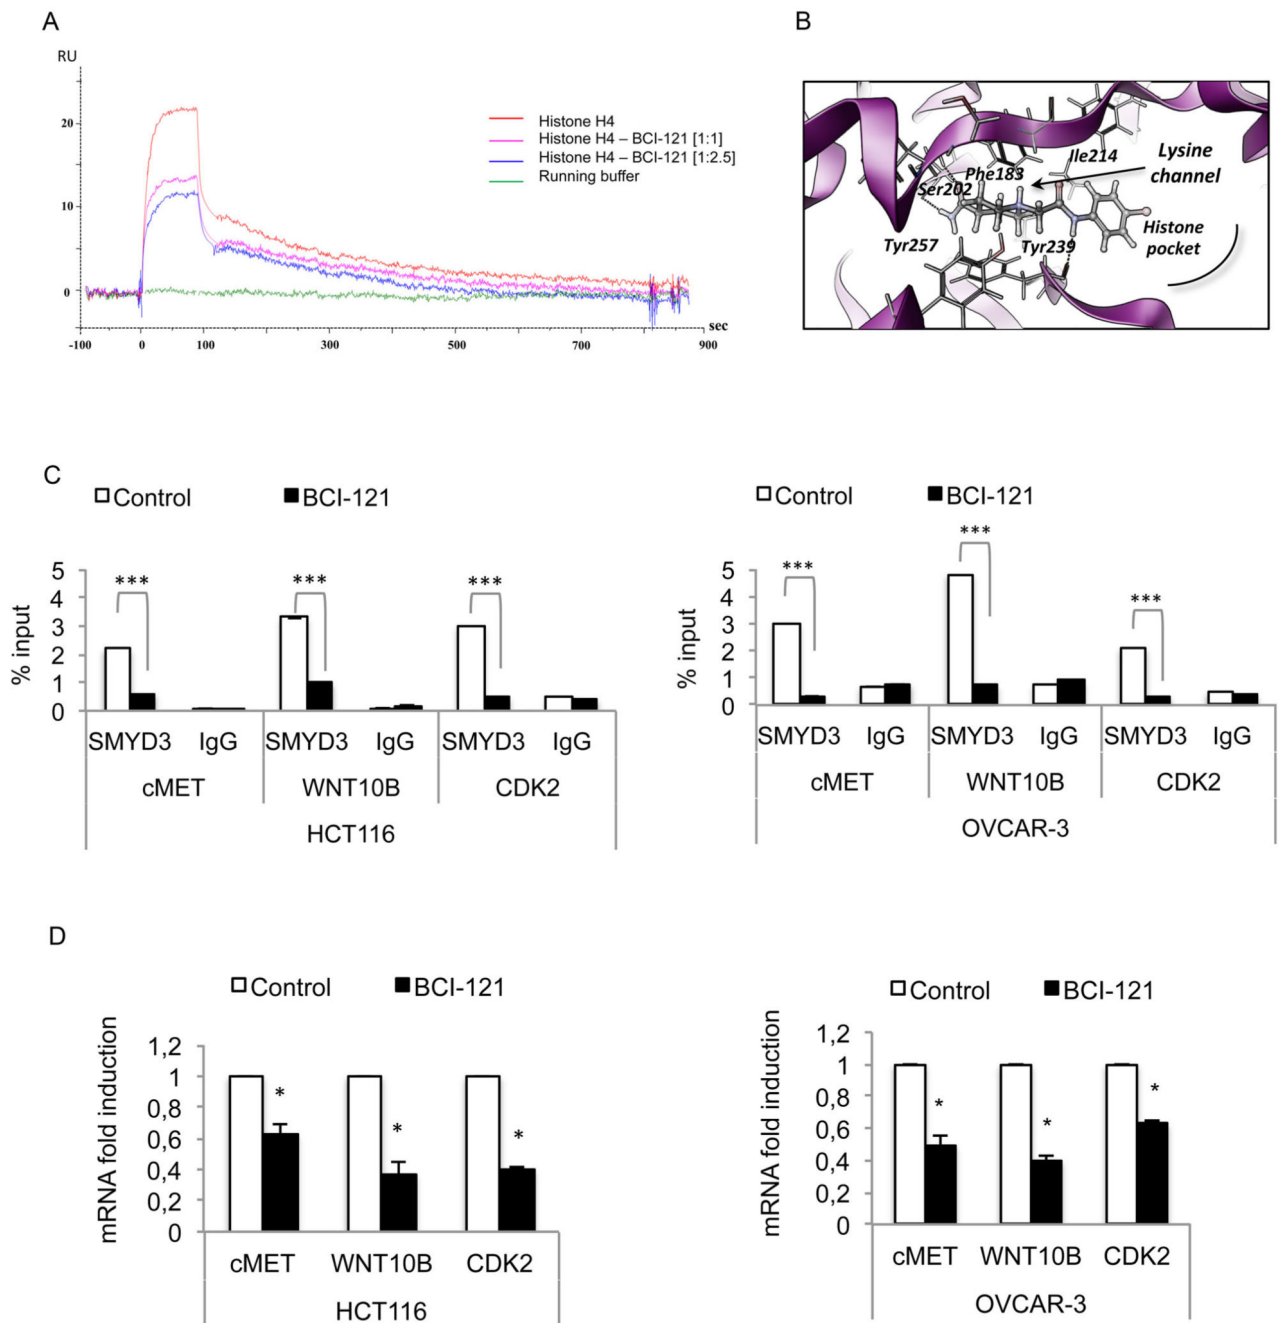 A
RU
20
10
0
-100 0 100 300 500 700 900
sec
Histone H4
Histone H4 – BCI-121 [1:1]
Histone H4 – BCI-121 [1:2.5]
Running buffer
B
Ile214
Lysine
channel
Phe183
Ser202
Tyr257
Tyr239
Histone
pocket
C
Control BCI-121
% input
5
4
3
2
1
0
*** *** ***
SMYD3 IgG SMYD3 IgG SMYD3 IgG
cMET WNT10B CDK2
HCT116
Control BCI-121
% input
5
4
3
2
1
0
*** *** ***
SMYD3 IgG SMYD3 IgG SMYD3 IgG
cMET WNT10B CDK2
OVCAR-3
D
Control BCI-121
mRNA fold induction
1,2
1
0,8
0,6
0,4
0,2
0
* * *
cMET WNT10B CDK2
HCT116
Control BCI-121
mRNA fold induction
1,2
1
0,8
0,6
0,4
0,2
0
* * *
cMET WNT10B CDK2
OVCAR-3